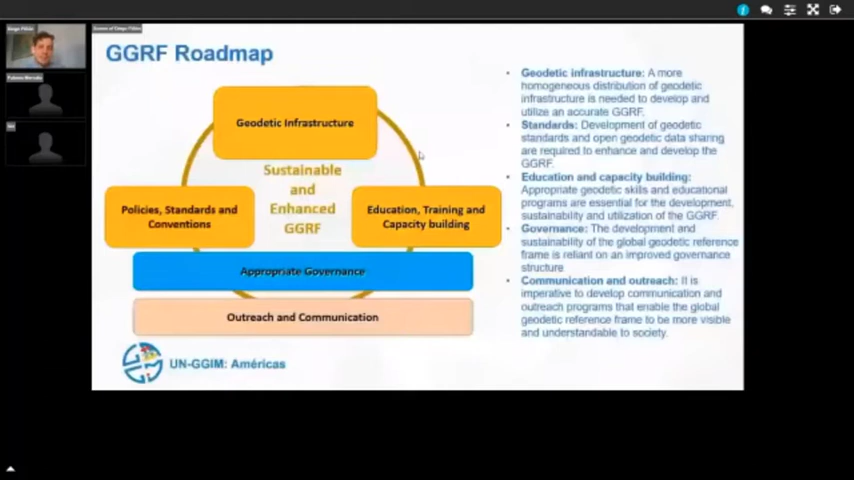 GGRF Roadmap
Geodetic Infrastructure
Sustainable
and
Enhanced
GGRF
Policies, Standards and
Conventions
Education, Training and
Capacity building
Appropriate Governance
Outreach and Communication
UN-GGIM: Américas
• Geodetic infrastructure: A more
homogeneous distribution of geodetic
infrastructure is needed to develop and
utilize an accurate GGRF.
• Standards: Development of geodetic
standards and open geodetic data sharing
are required to enhance and develop the
GGRF.
• Education and capacity building:
Appropriate geodetic skills and educational
programs are essential for the development,
sustainability and utilization of the GGRF.
• Governance: The development and
sustainability of the global geodetic reference
frame is reliant on an improved governance
structure
• Communication and outreach: It is
imperative to develop communication and
outreach programs that enable the global
geodetic reference frame to be more visible
and understandable to society.